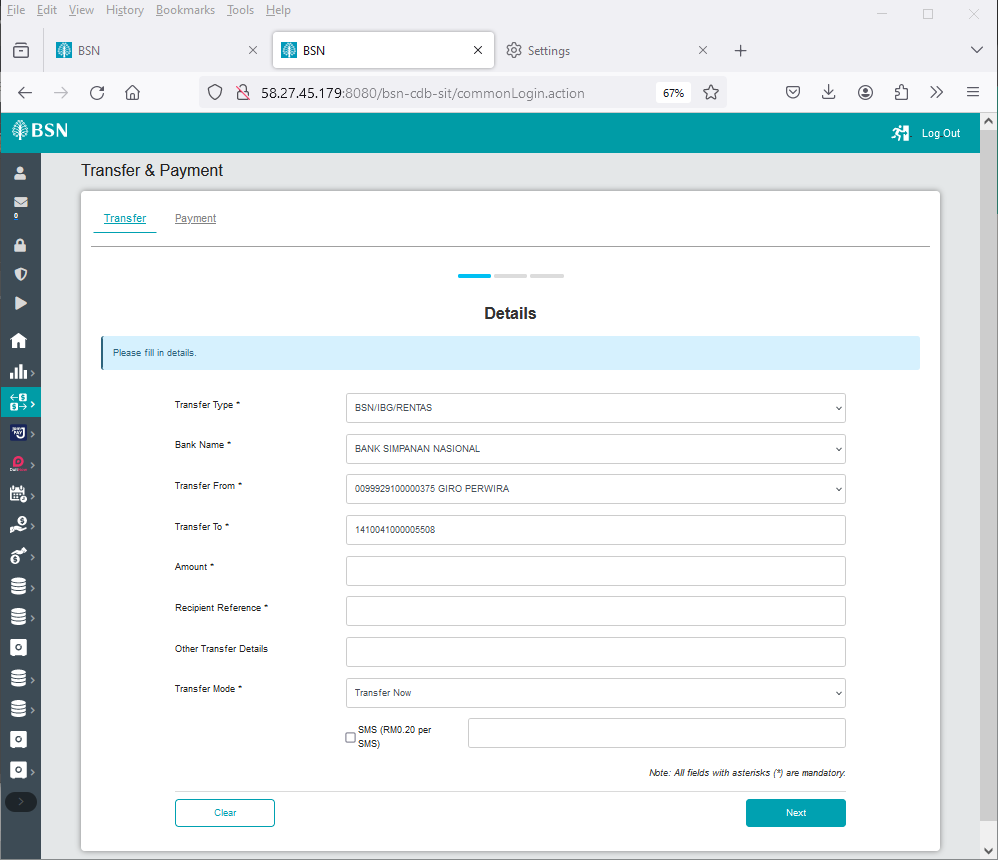 File Edit View History Bookmarks Tools Help
BSN
BSN
Settings
58.27.45.179:8080/bsn-cdb-sit/commonLogin.action
67%
BSN
Log Out
0
Transfer & Payment
Transfer Payment
Details
Please fill in details.
Transfer Type *
BSN/IBG/RENTAS
Bank Name *
BANK SIMPANAN NASIONAL
Transfer From *
0099929100000375 GIRO PERWIRA
Transfer To *
1410041000005508
Amount *
Recipient Reference *
Other Transfer Details
Transfer Mode *
Transfer Now
SMS (RM0.20 per
SMS)
Note: All fields with asterisks (*) are mandatory.
Clear
Next